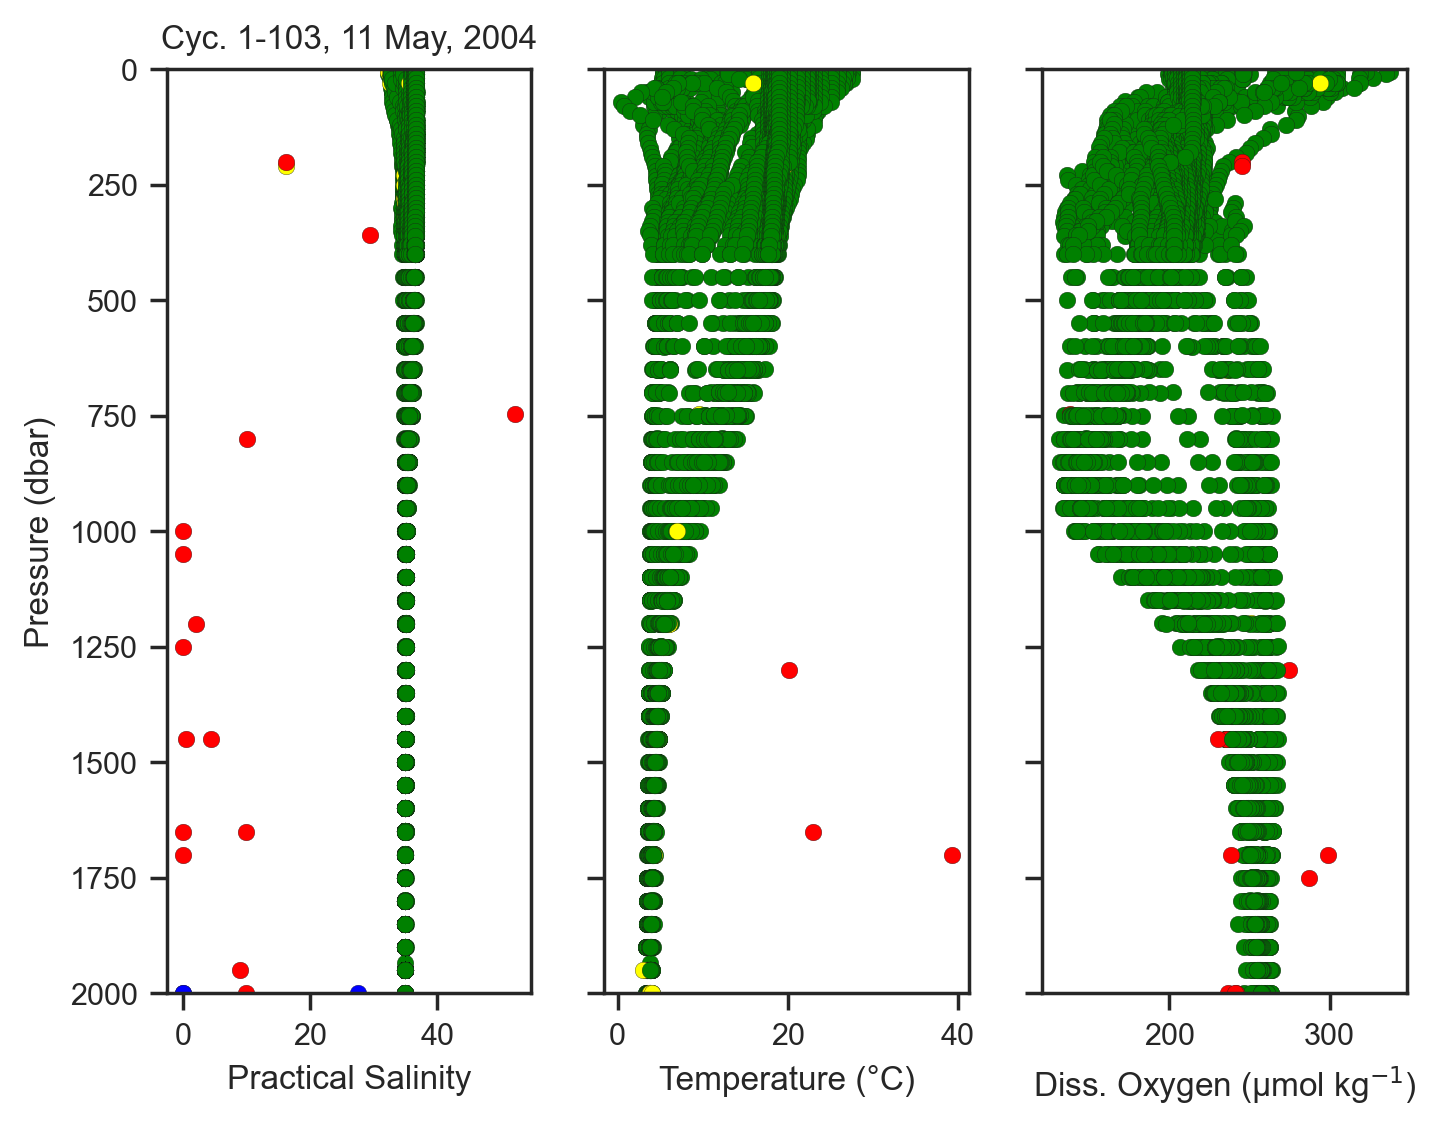 Cyc. 1-103, 11 May, 2004
Pressure (dbar)
0
250
500
750
1000
1250
1500
1750
2000
0 20 40
0 20 40
200 300
Practical Salinity
Temperature (°C)
Diss. Oxygen (µmol kg⁻¹)